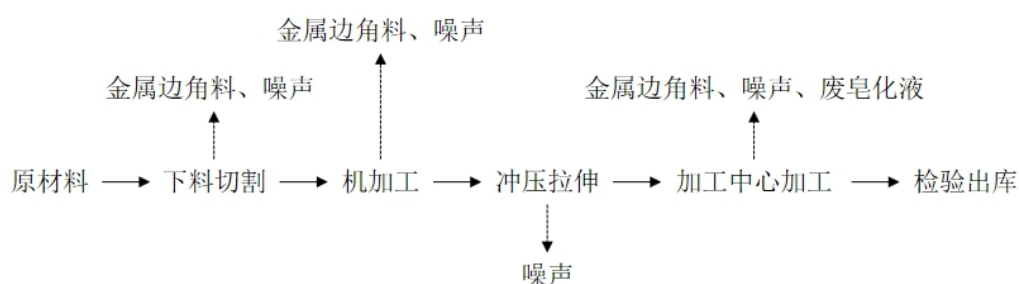 金属边角料、噪声
金属边角料、噪声
金属边角料、噪声、废皂化液
原材料
下料切割
机加工
冲压拉伸
加工中心加工
检验出库
噪声